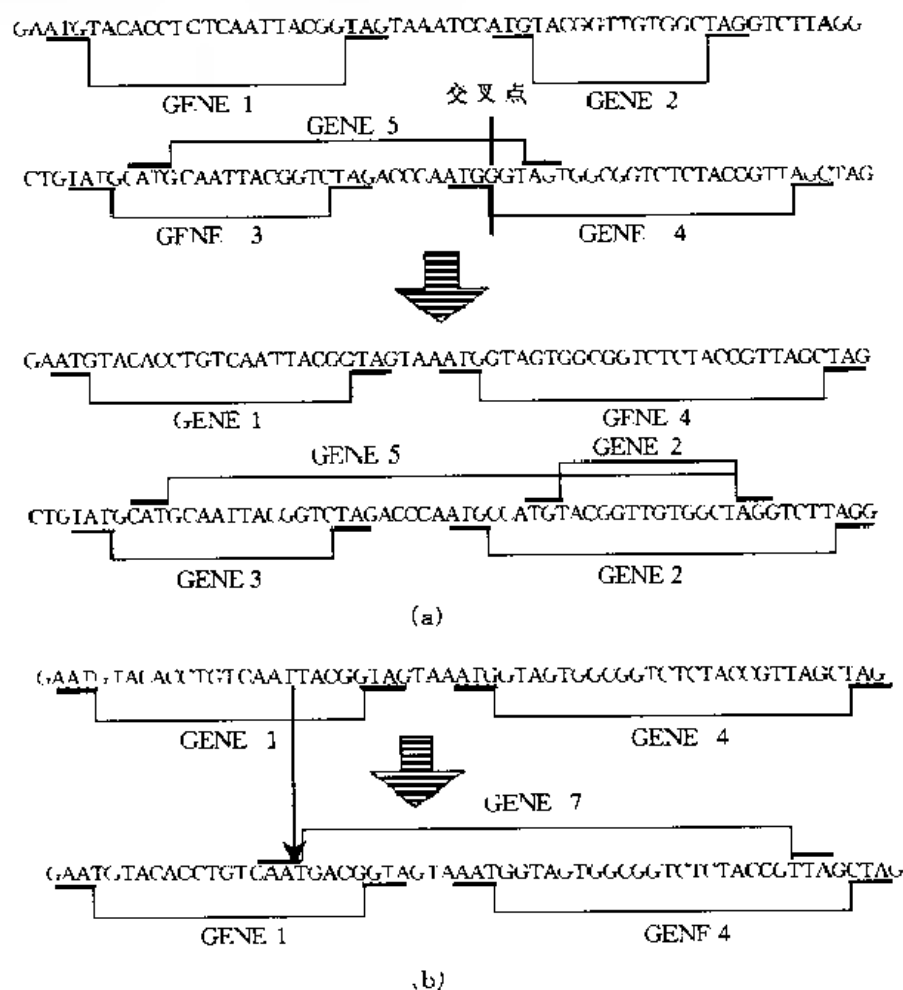 GAATGTACACCTCTCAATTACGGTAGTAAATCCATGTACGGTTGTGGCTAGGTCTTAGG
GENE 1
交叉点
GENE 2
GENE 5
CTGTATGCATGCAATTACGGTCTAGACCCAATGGGTAGTGGCGGTCTCTACCGTTAGCTAG
GENE 3
GENE 4
GAATGTACACCTGTCAATTACGGTAGTAAATGGTAGTGGCGGTCTCTACCGTTAGCTAG
GENE 1
GENE 4
GENE 5
GENE 2
CTGTATGCATGCAATTACGGTCTAGACCCAATGCCATGTACGGTTGTGGCTAGGTCTTAGG
GENE 3
GENE 2
(a)
GAATGTACACCTGTCAATTACGGTAGTAAATGGTAGTGGCGGTCTCTACCGTTAGCTAG
GENE 1
GENE 4
GENE 7
GAATGTACACCTGTCAATGACGGTAGTAAATGGTAGTGGCGGTCTCTACCGTTAGCTAG
GENE 1
GENE 4
(b)